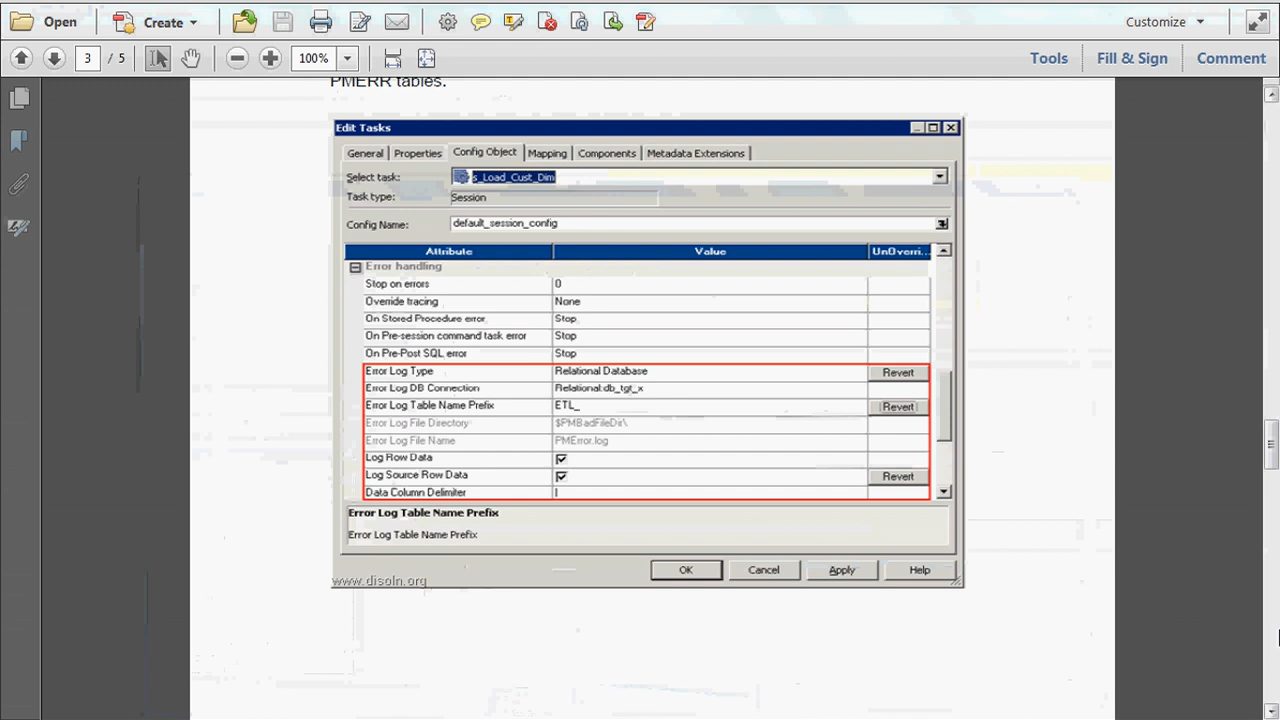 Open Create Customize
3 / 5 100% Tools Fill & Sign Comment
PMERR tables.
Edit Tasks
General Properties Config Object Mapping Components Metadata Extensions
Select task: s_Load_Cust_Dim
Task type: Session
Config Name: default_session_config
Attribute Value UnOverri...
Error handling
Stop on errors 0
Override tracing None
On Stored Procedure error Stop
On Pre-session command task error Stop
On Pre-Post SQL error Stop
Error Log Type Relational Database Revert
Error Log DB Connection Relational:db_tgt_x
Error Log Table Name Prefix ETL_ Revert
Error Log File Directory $PMBadFileDir\
Error Log File Name PMError.log
Log Row Data
Log Source Row Data Revert
Data Column Delimiter |
Error Log Table Name Prefix
Error Log Table Name Prefix
OK Cancel Apply Help
www.disoln.org